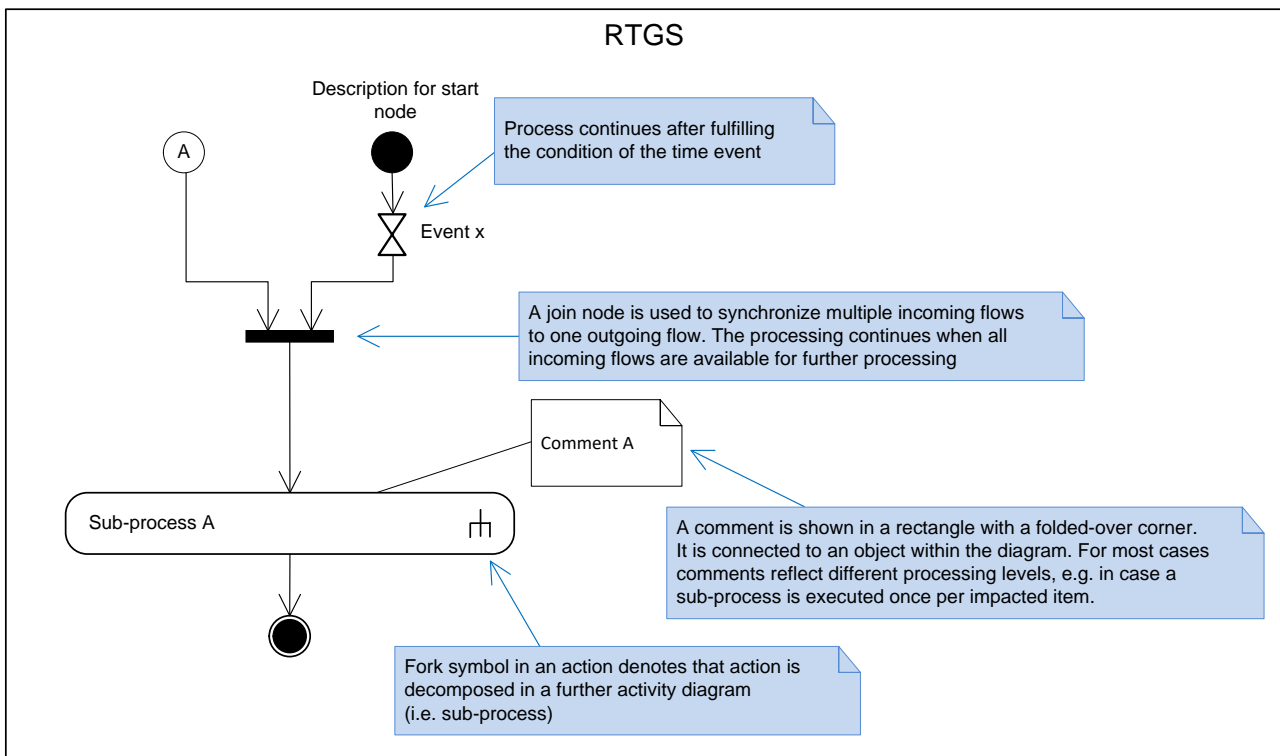 RTGS
Description for start
node
Process continues after fulfilling
the condition of the time event
A
Event x
A join node is used to synchronize multiple incoming flows
to one outgoing flow. The processing continues when all
incoming flows are available for further processing
Comment A
Sub-process A
A comment is shown in a rectangle with a folded-over corner.
It is connected to an object within the diagram. For most cases
comments reflect different processing levels, e.g. in case a
sub-process is executed once per impacted item.
Fork symbol in an action denotes that action is
decomposed in a further activity diagram
(i.e. sub-process)